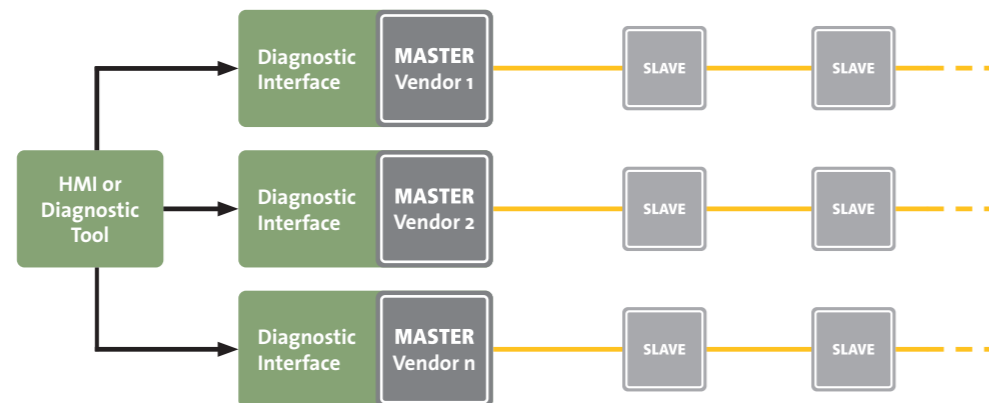 Diagnostic
Interface
MASTER
Vendor 1
SLAVE
SLAVE
HMI or
Diagnostic
Tool
Diagnostic
Interface
MASTER
Vendor 2
SLAVE
SLAVE
Diagnostic
Interface
MASTER
Vendor n
SLAVE
SLAVE